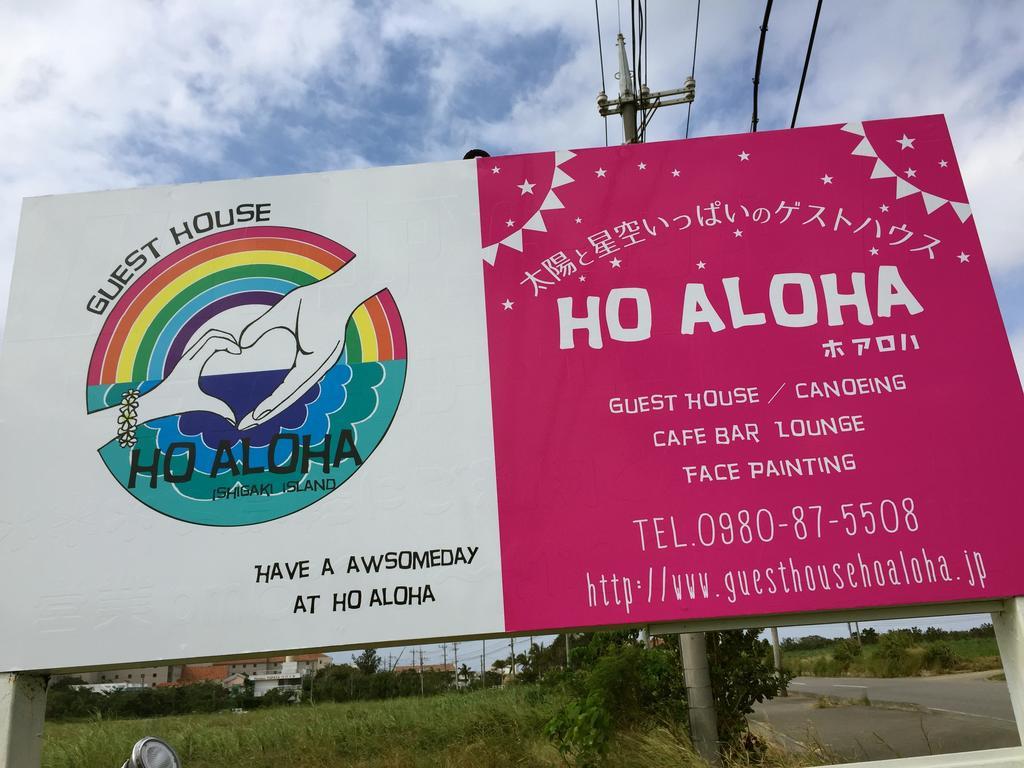 GUEST HOUSE
HO ALOHA
ISHIGAKI ISLAND
HAVE A AWSOMEDAY
AT HO ALOHA
太陽と星空いっぱいのゲストハウス
HO ALOHA
ホアロハ
GUEST HOUSE / CANOEING
CAFE BAR LOUNGE
FACE PAINTING
TEL.0980-87-5508
http://www.guesthousehoaloha.jp